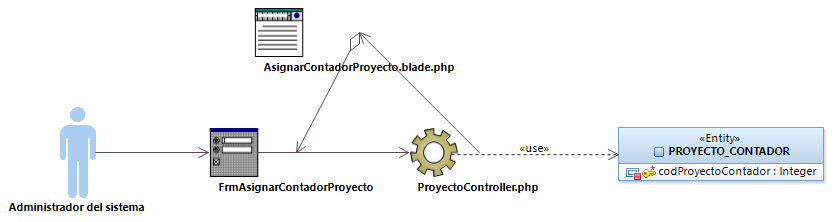 AsignarContadorProyecto.blade.php
Administrador del sistema
FrmAsignarContadorProyecto
ProyectoController.php
«use»
«Entity»
PROYECTO_CONTADOR
codProyectoContador : Integer